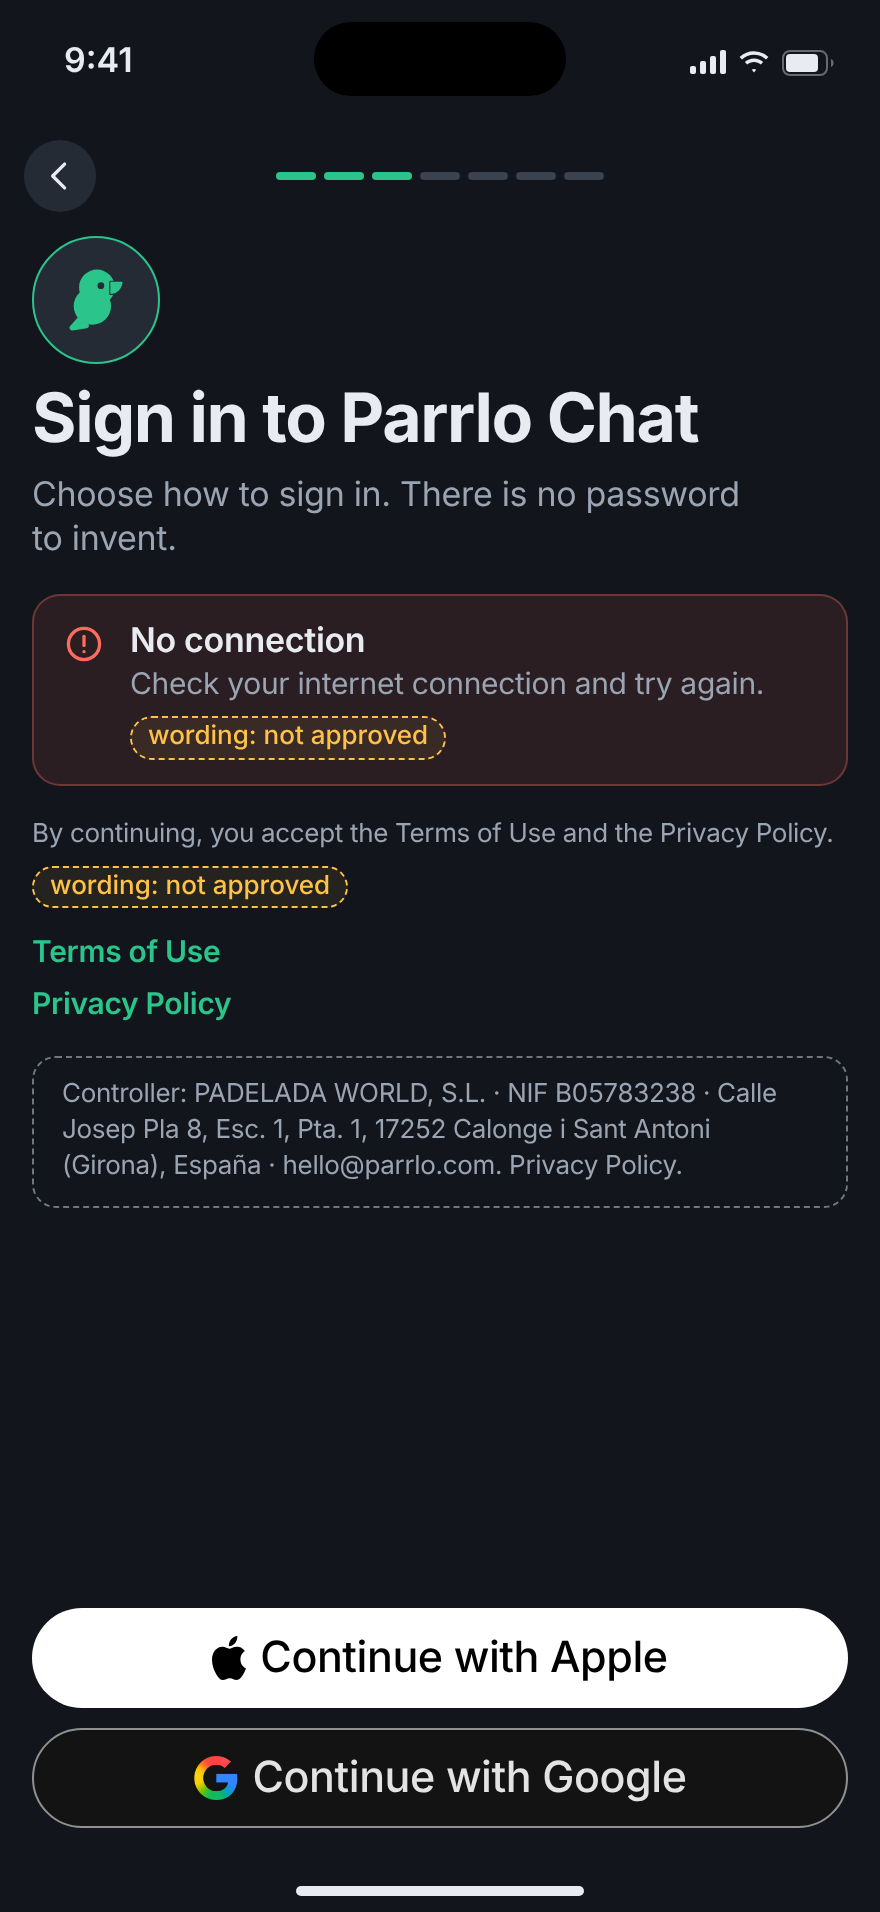 9:41
Sign in to Parrlo Chat
Choose how to sign in. There is no password
to invent.
No connection
Check your internet connection and try again.
wording: not approved
By continuing, you accept the Terms of Use and the Privacy Policy.
wording: not approved
Terms of Use
Privacy Policy
Controller: PADELADA WORLD, S.L. · NIF B05783238 · Calle
Josep Pla 8, Esc. 1, Pta. 1, 17252 Calonge i Sant Antoni
(Girona), España · hello@parrlo.com. Privacy Policy.
Continue with Apple
Continue with Google